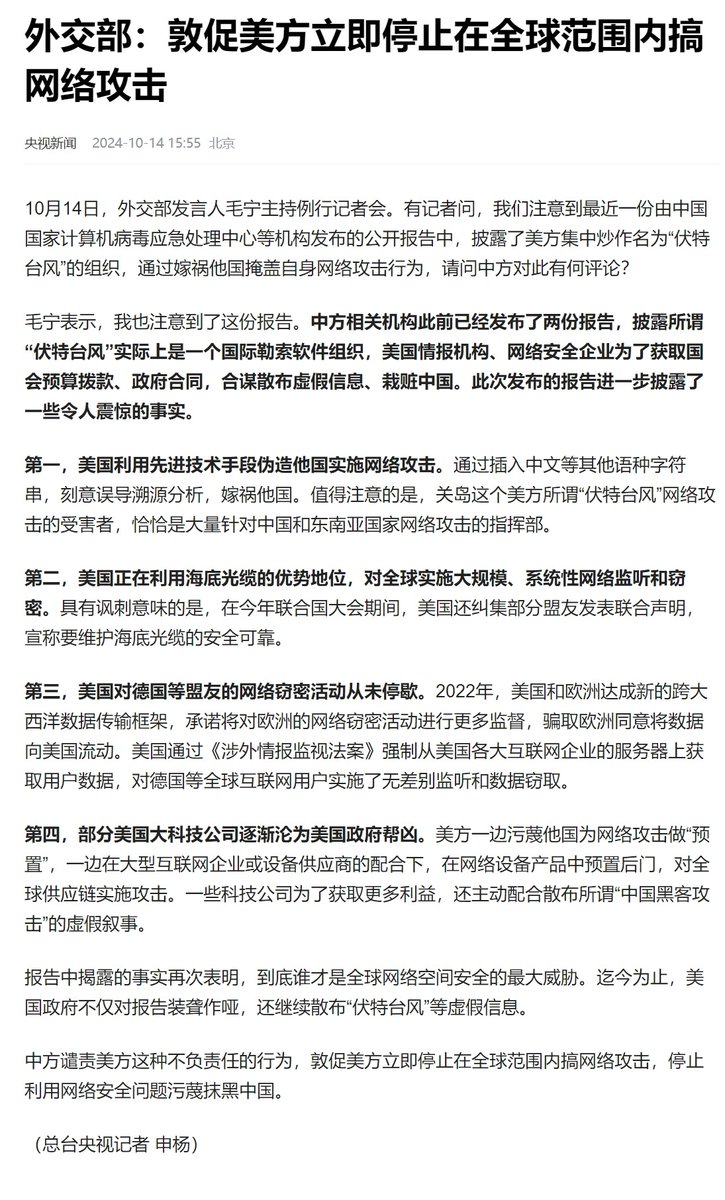 外交部：敦促美方立即停止在全球范围内搞
网络攻击
央视新闻 2024-10-14 15:55 北京
10月14日，外交部发言人毛宁主持例行记者会。有记者问，我们注意到最近一份由中国
国家计算机病毒应急处理中心等机构发布的公开报告中，披露了美方集中炒作名为“伏特
台风”的组织，通过嫁祸他国掩盖自身网络攻击行为，请问中方对此有何评论？
毛宁表示，我也注意到了这份报告。中方相关机构此前已经发布了两份报告，披露所谓
“伏特台风”实际上是一个国际勒索软件组织，美国情报机构、网络安全企业为了获取国
会预算拨款、政府合同，合谋散布虚假信息、栽赃中国。此次发布的报告进一步披露了
一些令人震惊的事实。
第一，美国利用先进技术手段伪造他国实施网络攻击。通过插入中文等其他语种字符
串，刻意误导溯源分析，嫁祸他国。值得注意的是，关岛这个美方所谓“伏特台风”网络攻
击的受害者，恰恰是大量针对中国和东南亚国家网络攻击的指挥部。
第二，美国正在利用海底光缆的优势地位，对全球实施大规模、系统性网络监听和窃
密。具有讽刺意味的是，在今年联合国大会期间，美国还纠集部分盟友发表联合声明，
宣称要维护海底光缆的安全可靠。
第三，美国对德国等盟友的网络窃密活动从未停歇。2022年，美国和欧洲达成新的跨大
西洋数据传输框架，承诺将对欧洲的网络窃密活动进行更多监督，骗取欧洲同意将数据
向美国流动。美国通过《涉外情报监视法案》强制从美国各大互联网企业的服务器上获
取用户数据，对德国等全球互联网用户实施了无差别监听和数据窃取。
第四，部分美国大科技公司逐渐沦为美国政府帮凶。美方一边污蔑他国为网络攻击做“预
置”，一边在大型互联网企业或设备供应商的配合下，在网络设备产品中预置后门，对全
球供应链实施攻击。一些科技公司为了获取更多利益，还主动配合散布所谓“中国黑客攻
击”的虚假叙事。
报告中揭露的事实再次表明，到底谁才是全球网络空间安全的最大威胁。迄今为止，美
国政府不仅对报告装聋作哑，还继续散布“伏特台风”等虚假信息。
中方谴责美方这种不负责任的行为，敦促美方立即停止在全球范围内搞网络攻击，停止
利用网络安全问题污蔑抹黑中国。
（总台央视记者 申杨）